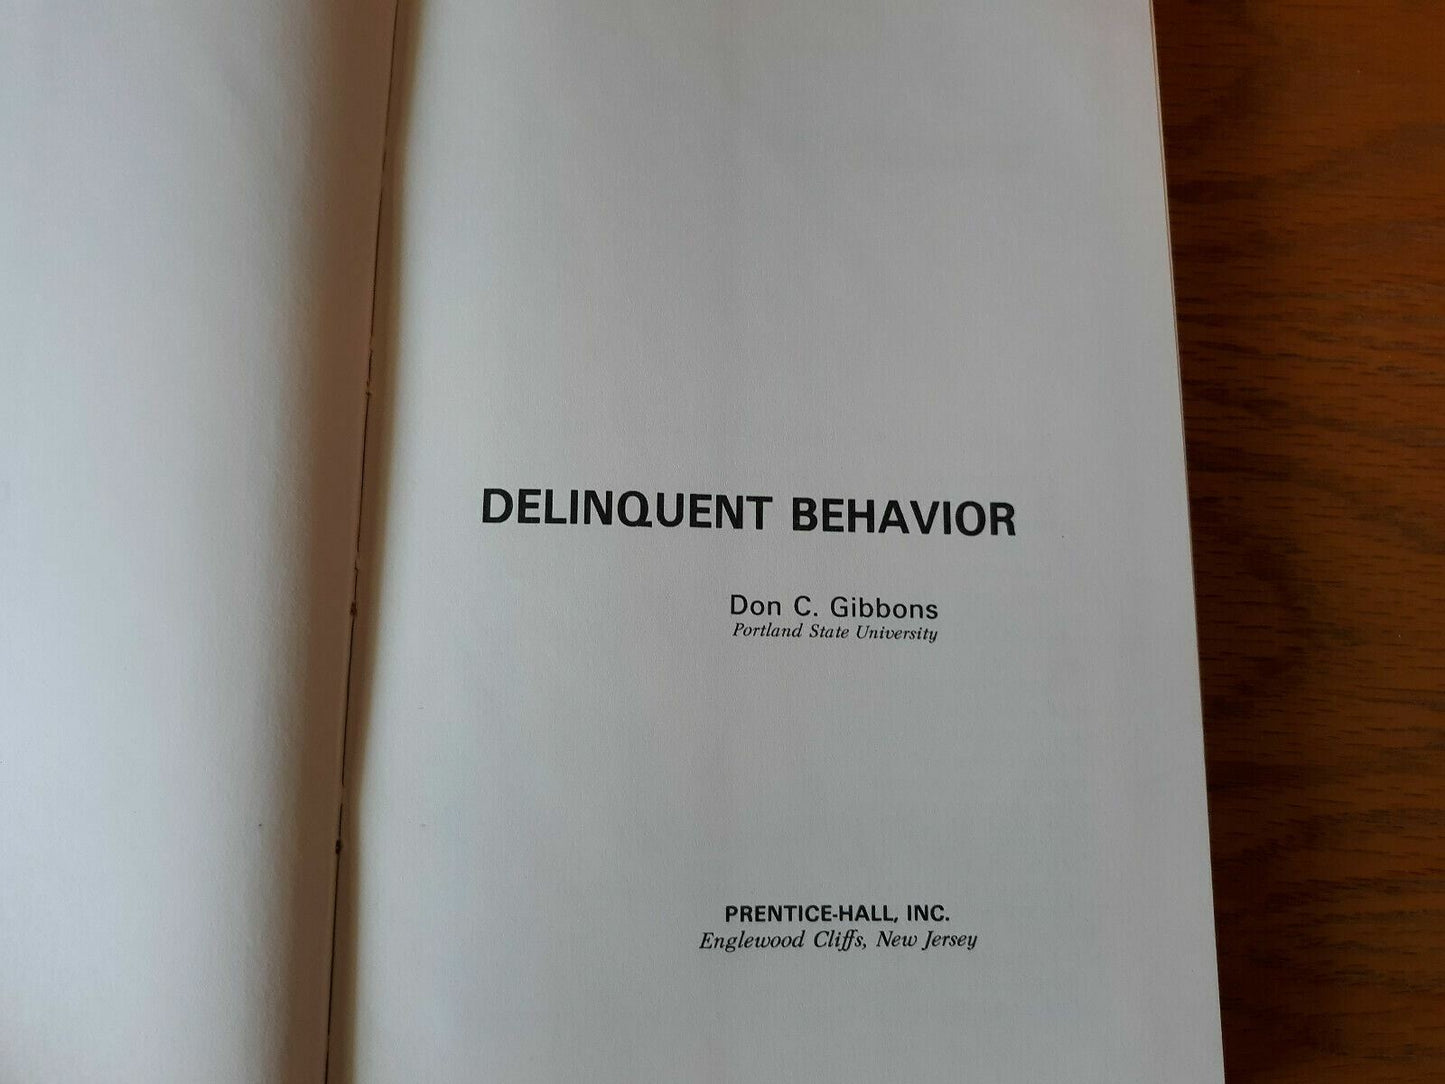 DELINQUENT BEHAVIOR
Don C. Gibbons
Portland State University
PRENTICE-HALL, INC.
Englewood Cliffs, New Jersey